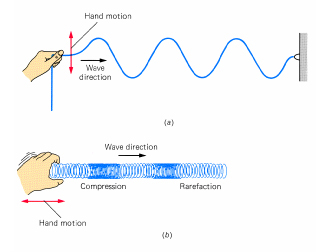 Hand motion
Wave
direction
(a)
Wave direction
Compression
Rarefaction
Hand motion
(b)